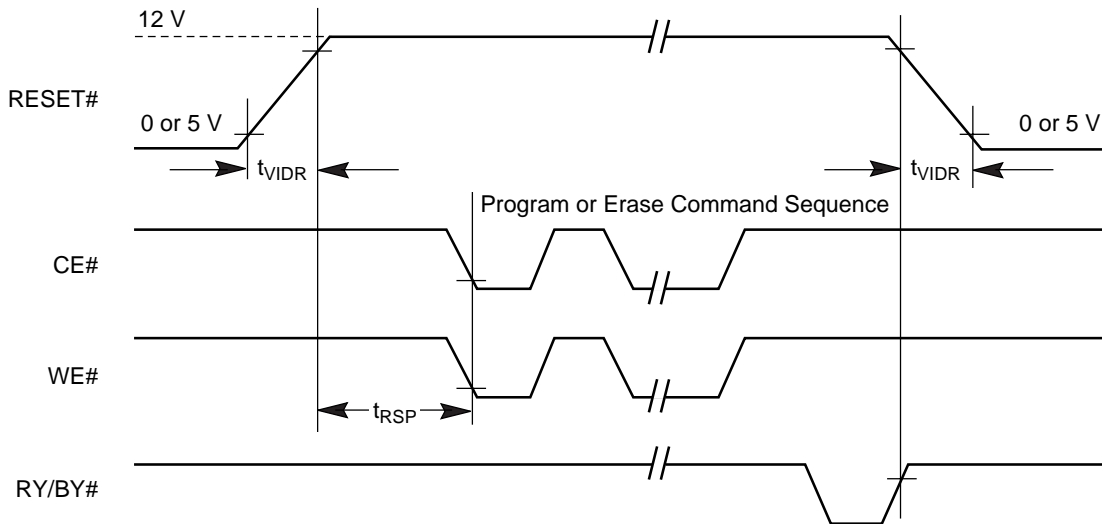 12 V
RESET#
0 or 5 V
0 or 5 V
tVIDR
tVIDR
Program or Erase Command Sequence
CE#
WE#
tRSP
RY/BY#